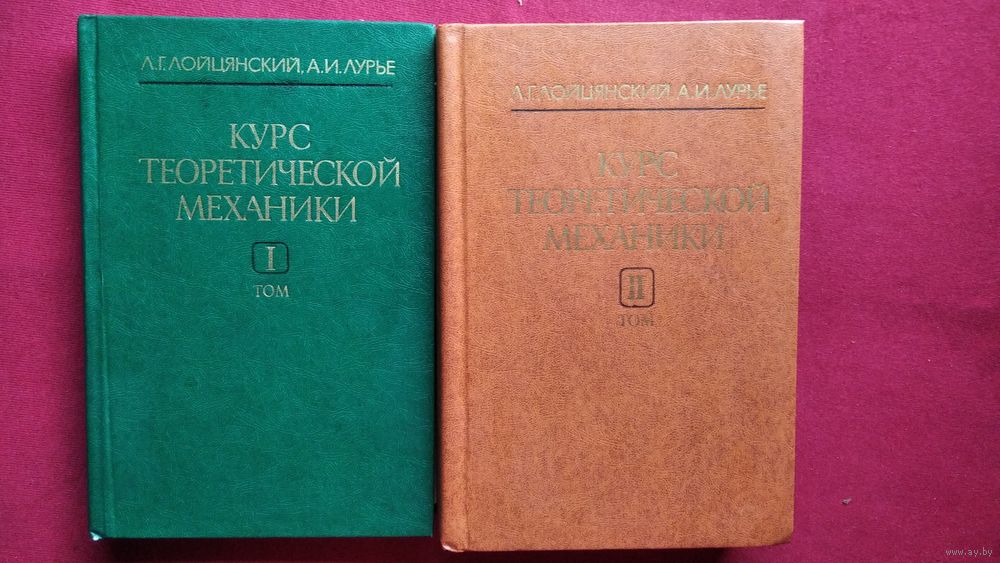 Л.Г.ЛОЙЦЯНСКИЙ, А.И.ЛУРЬЕ
КУРС
ТЕОРЕТИЧЕСКОЙ
МЕХАНИКИ
I
ТОМ
Л.Г.ЛОЙЦЯНСКИЙ, А.И.ЛУРЬЕ
КУРС
ТЕОРЕТИЧЕСКОЙ
МЕХАНИКИ
II
ТОМ
www.ay.by